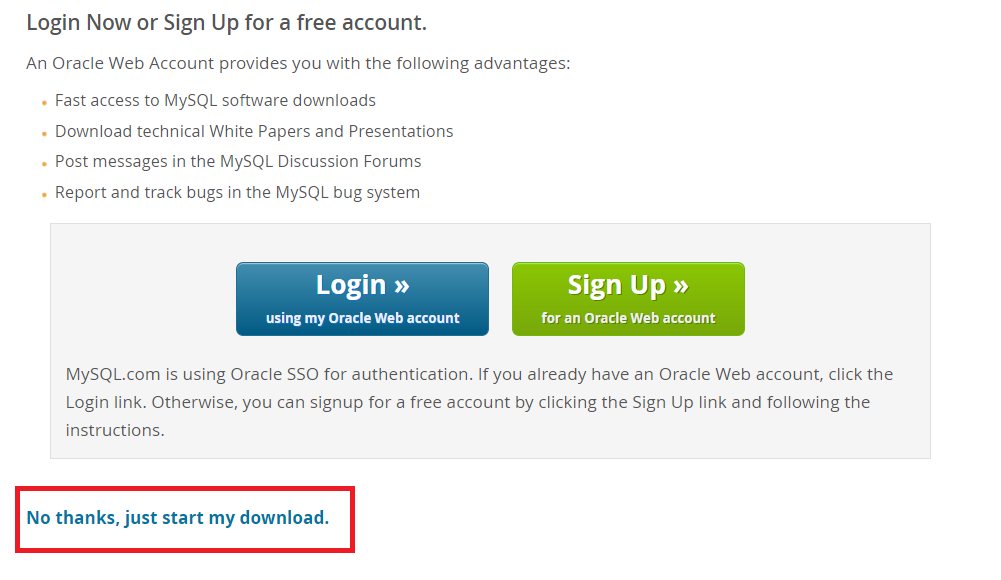 Login Now or Sign Up for a free account.
An Oracle Web Account provides you with the following advantages:
Fast access to MySQL software downloads
Download technical White Papers and Presentations
Post messages in the MySQL Discussion Forums
Report and track bugs in the MySQL bug system
Login »
using my Oracle Web account
Sign Up »
for an Oracle Web account
MySQL.com is using Oracle SSO for authentication. If you already have an Oracle Web account, click the
Login link. Otherwise, you can signup for a free account by clicking the Sign Up link and following the
instructions.
No thanks, just start my download.